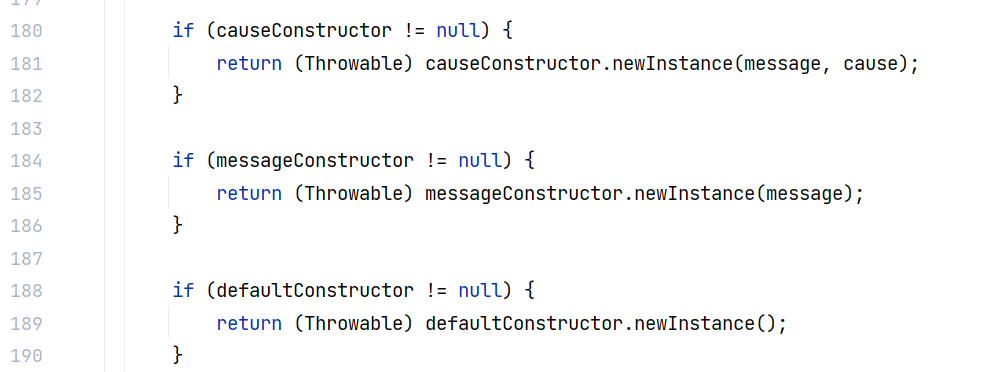 179
180 if (causeConstructor != null) {
181 return (Throwable) causeConstructor.newInstance(message, cause);
182 }
183
184 if (messageConstructor != null) {
185 return (Throwable) messageConstructor.newInstance(message);
186 }
187
188 if (defaultConstructor != null) {
189 return (Throwable) defaultConstructor.newInstance();
190 }